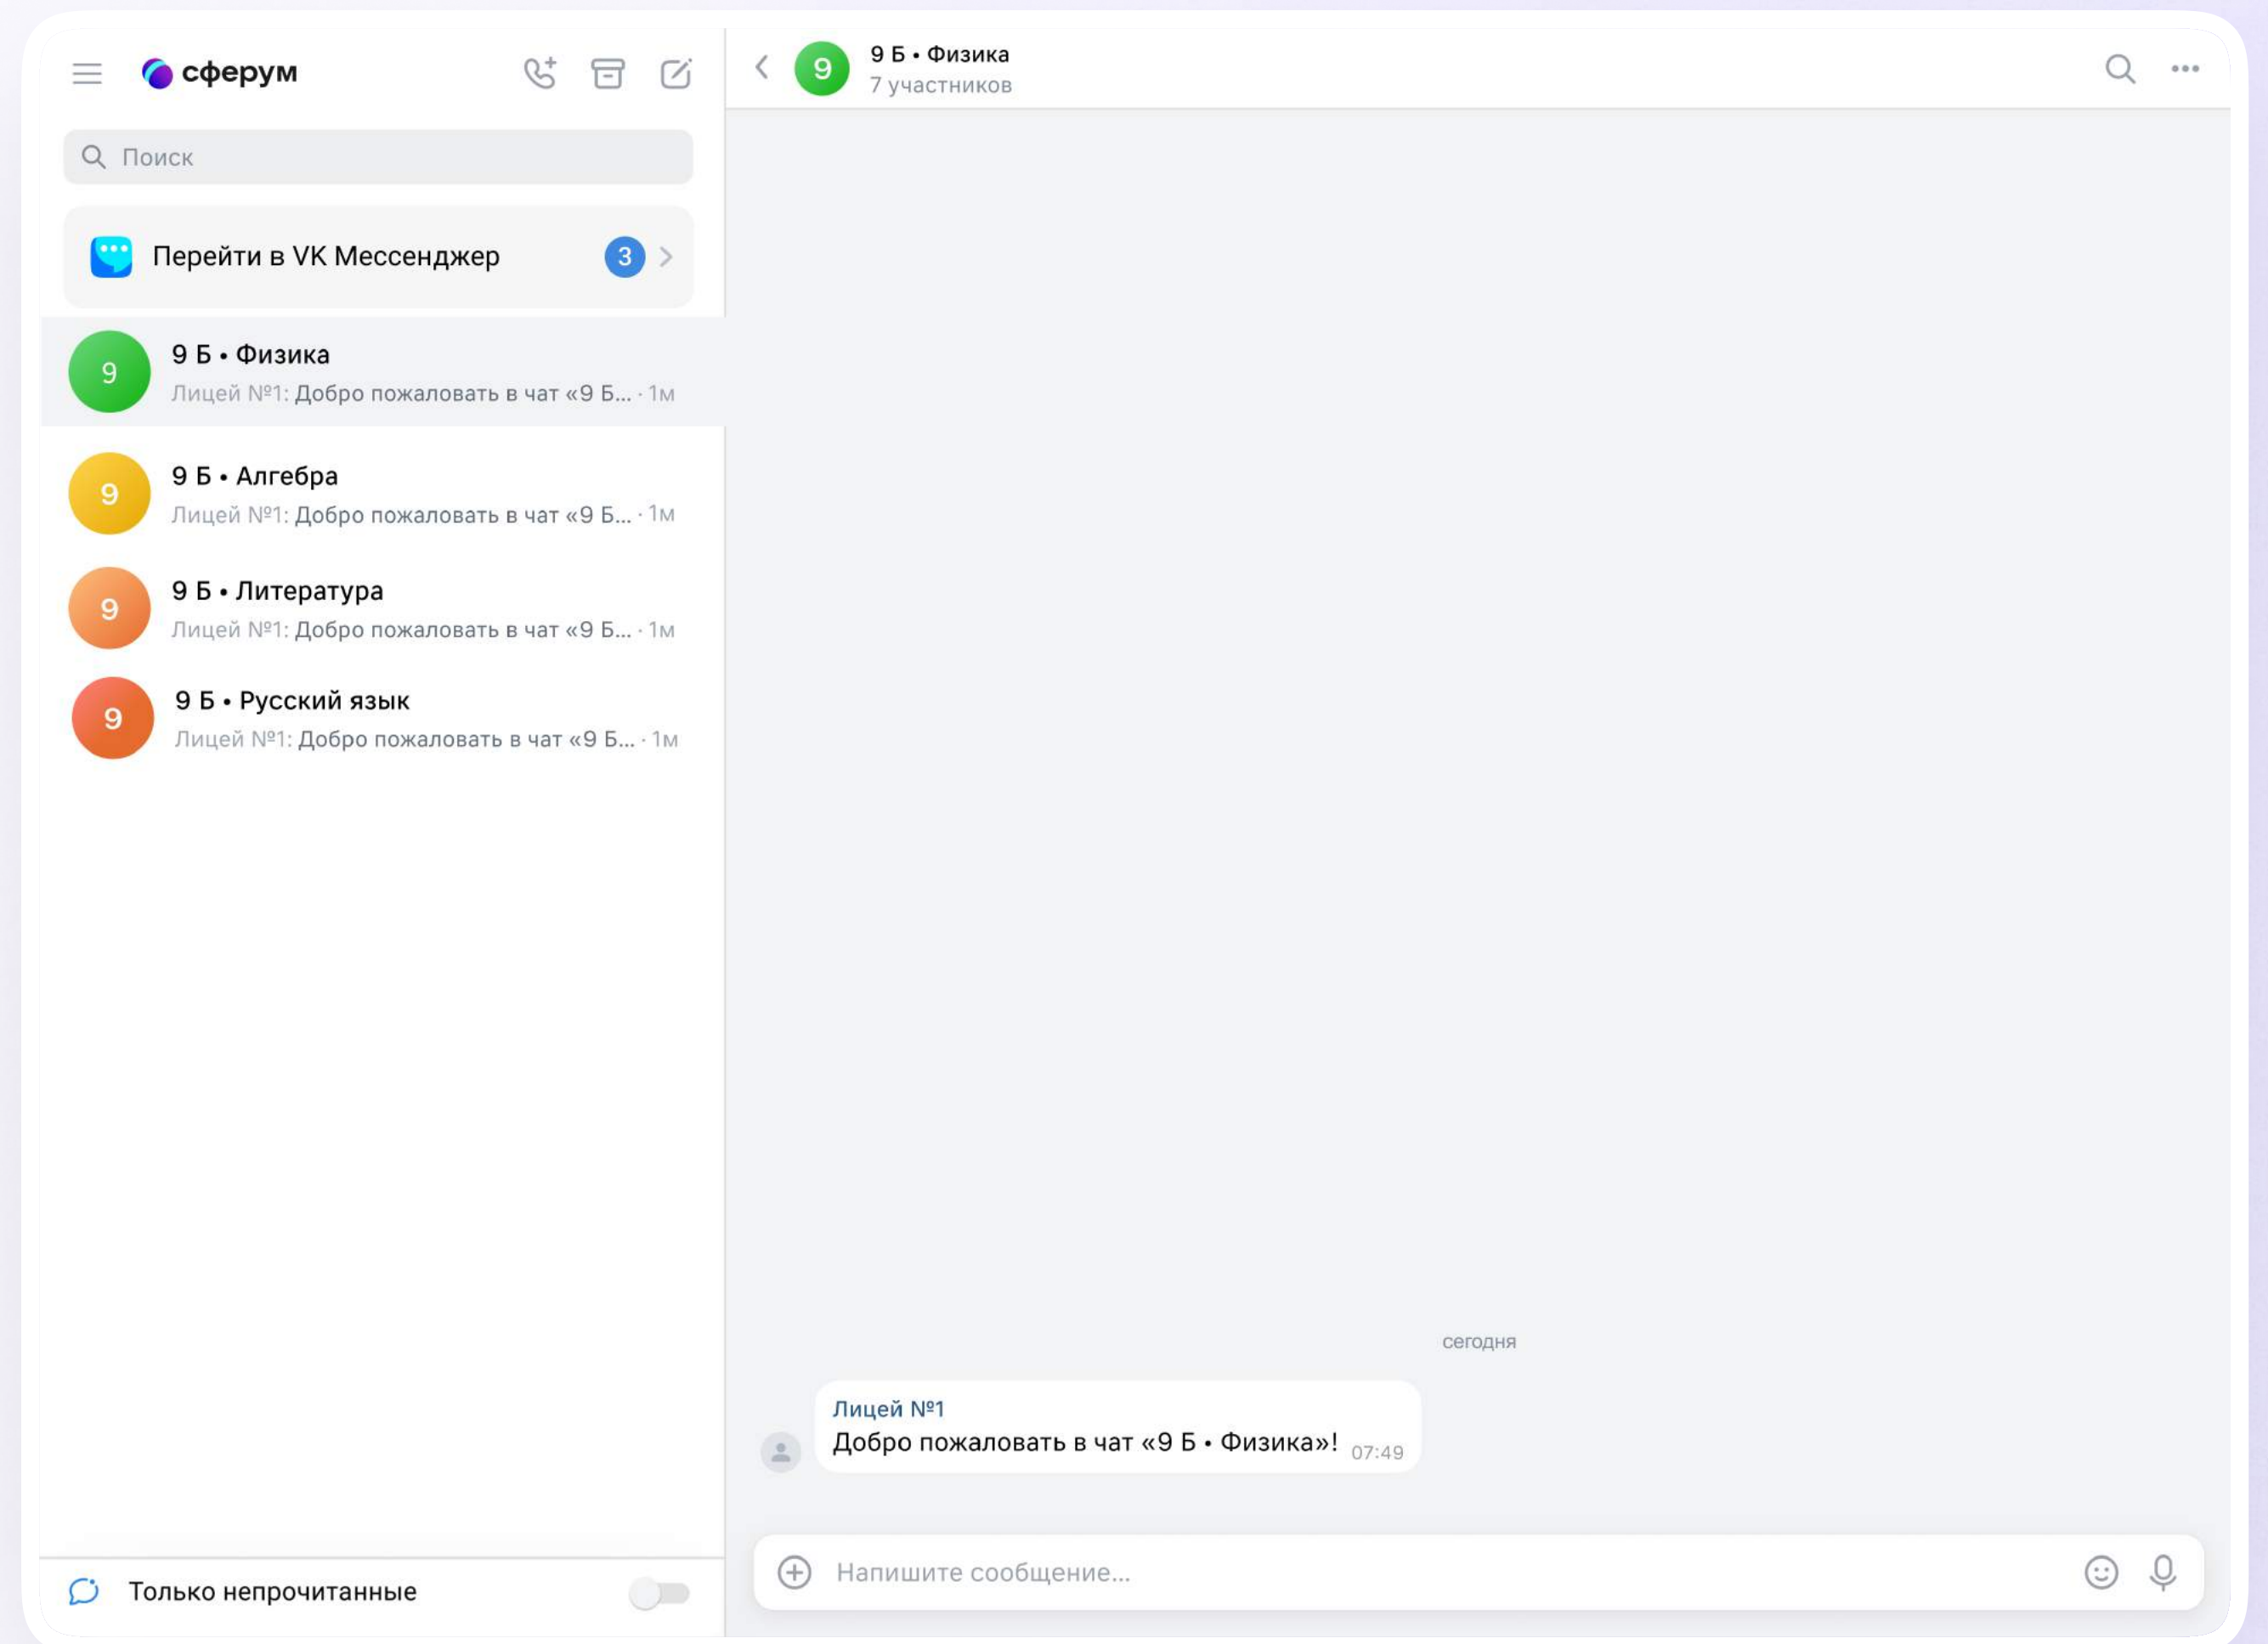 сферум
Поиск
Перейти в VK Мессенджер 3
9
9 Б • Физика
Лицей №1: Добро пожаловать в чат «9 Б... · 1м
9
9 Б • Алгебра
Лицей №1: Добро пожаловать в чат «9 Б... · 1м
9
9 Б • Литература
Лицей №1: Добро пожаловать в чат «9 Б... · 1м
9
9 Б • Русский язык
Лицей №1: Добро пожаловать в чат «9 Б... · 1м
Только непрочитанные
9
9 Б • Физика
7 участников
сегодня
Лицей №1
Добро пожаловать в чат «9 Б • Физика»! 07:49
Напишите сообщение...